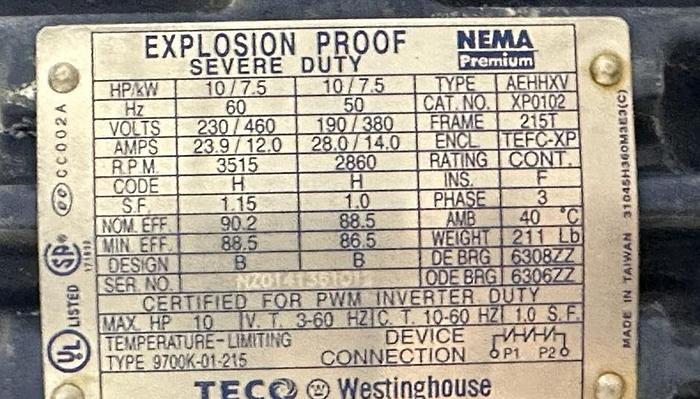 EXPLOSION PROOF NEMA
SEVERE DUTY Premium
HP/kW 10/7.5 10/7.5 TYPE AEHHXV
Hz 60 50 CAT. NO. XP0102
VOLTS 230/460 190/380 FRAME 215T
AMPS 23.9/12.0 28.0/14.0 ENCL. TEFC-XP
R.P.M. 3515 2860 RATING CONT.
CODE H H INS. F
S.F. 1.15 1.0 PHASE 3
NOM. EFF. 90.2 88.5 AMB 40 °C
MIN. EFF. 88.5 86.5 WEIGHT 211 Lb
DESIGN B B DE BRG 6308ZZ
SER. NO. ODE BRG 6306ZZ
CERTIFIED FOR PWM INVERTER DUTY
MAX. HP 10 V. T. 3-60 HZ C. T. 10-60 HZ 1.0 S.F.
TEMPERATURE-LIMITING DEVICE
TYPE 9700K-01-215 CONNECTION P1 P2
TECO W Westinghouse
CC002A
SA
UL LISTED
MADE IN TAIWAN 31045H360M3E3(C)